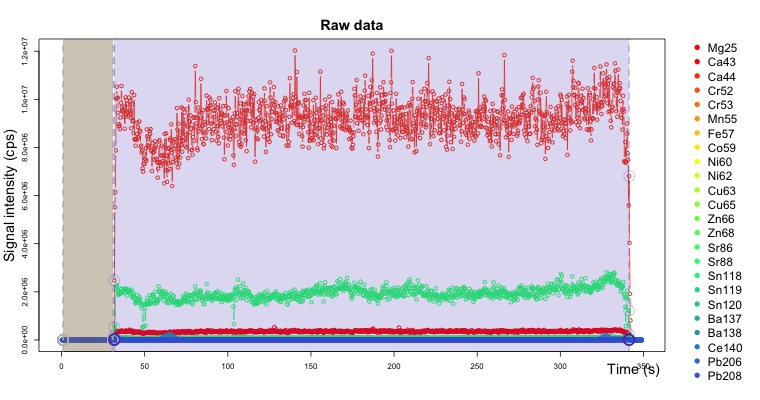 Raw data
Signal intensity (cps)
1.2e+07
1.0e+07
8.0e+06
6.0e+06
4.0e+06
2.0e+06
0.0e+00
0 50 100 150 200 250 300 350
Time (s)
Mg25
Ca43
Ca44
Cr52
Cr53
Mn55
Fe57
Co59
Ni60
Ni62
Cu63
Cu65
Zn66
Zn68
Sr86
Sr88
Sn118
Sn119
Sn120
Ba137
Ba138
Ce140
Pb206
Pb208